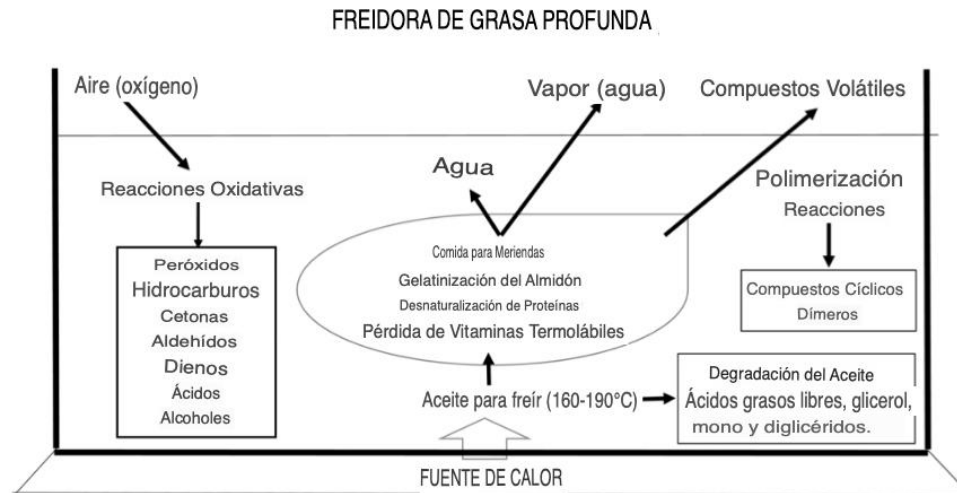 FREIDORA DE GRASA PROFUNDA
Aire (oxígeno)
Vapor (agua)
Compuestos Volátiles
Reacciones Oxidativas
Agua
Polimerización
Reacciones
Peróxidos
Hidrocarburos
Cetonas
Aldehídos
Dienos
Ácidos
Alcoholes
Comida para Meriendas
Gelatinización del Almidón
Desnaturalización de Proteínas
Pérdida de Vitaminas Termolábiles
Compuestos Cíclicos
Dímeros
Aceite para freír (160-190°C)
Degradación del Aceite
Ácidos grasos libres, glicerol,
mono y diglicéridos.
FUENTE DE CALOR